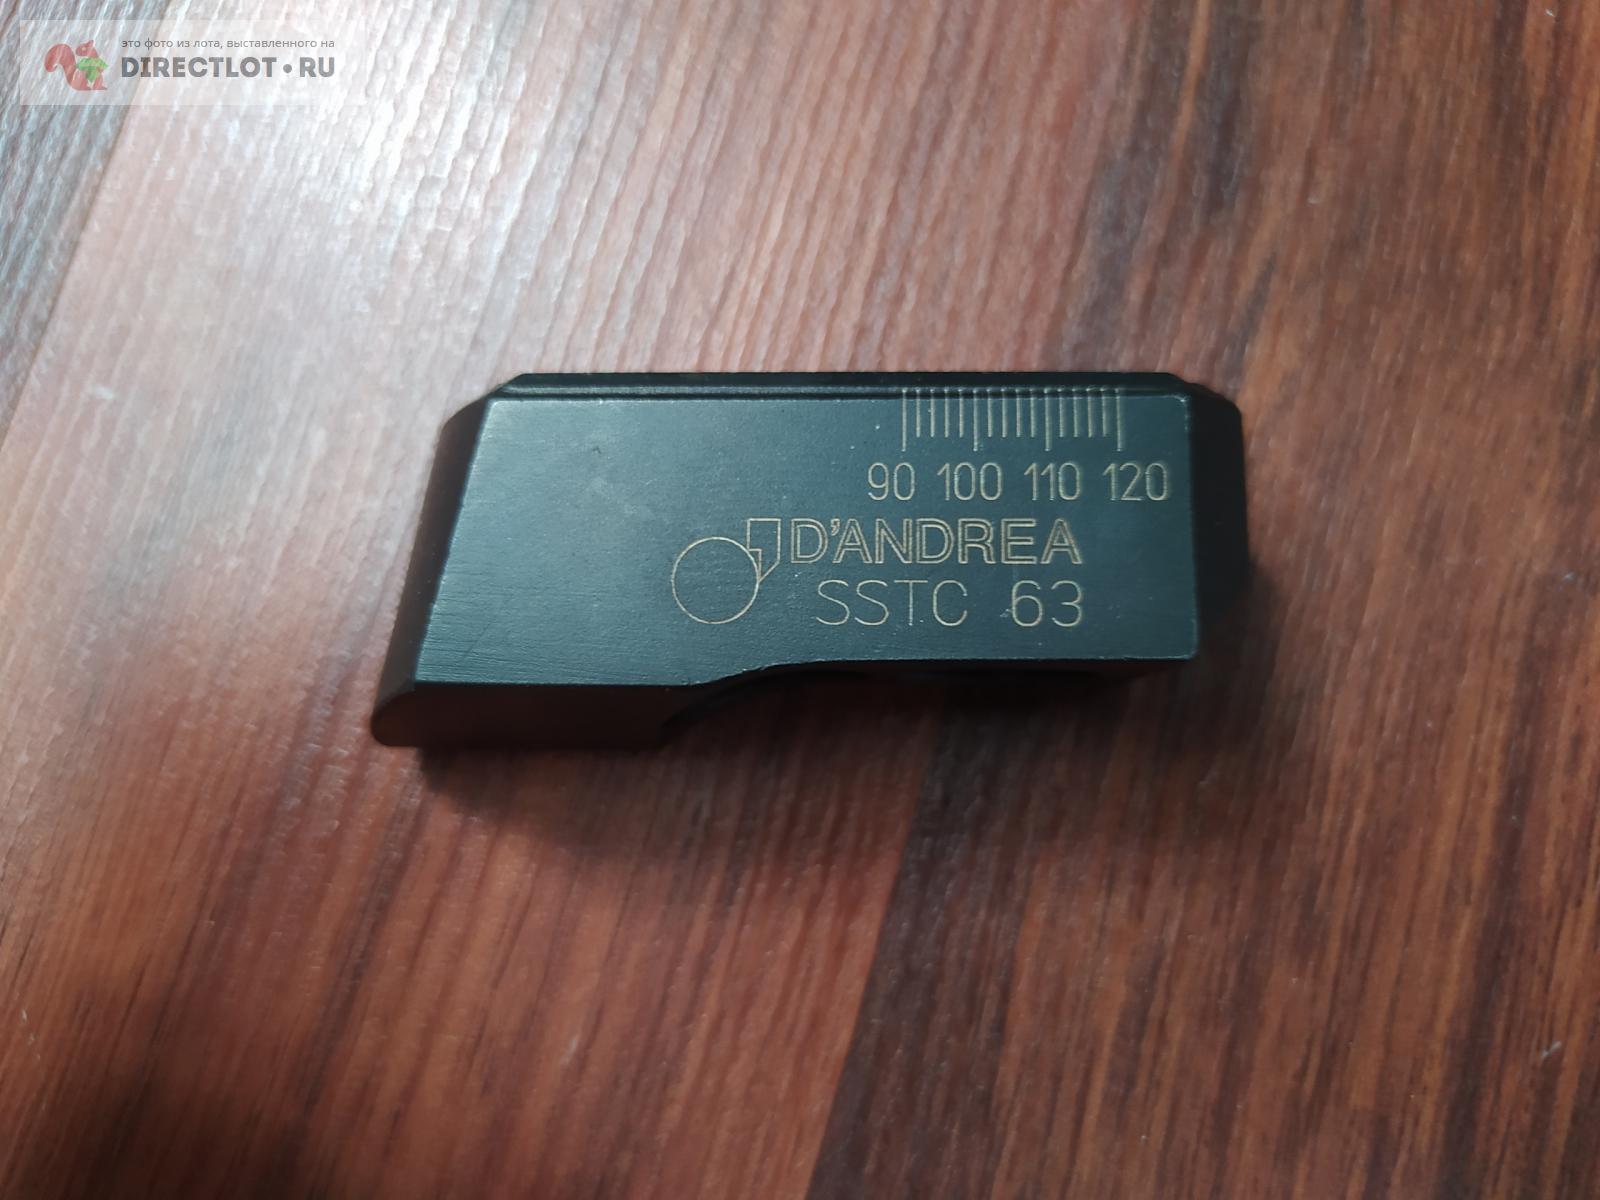 это фото из лота, выставленного на
DIRECTLOT•RU
90 100 110 120
D'ANDREA
SSTC 63